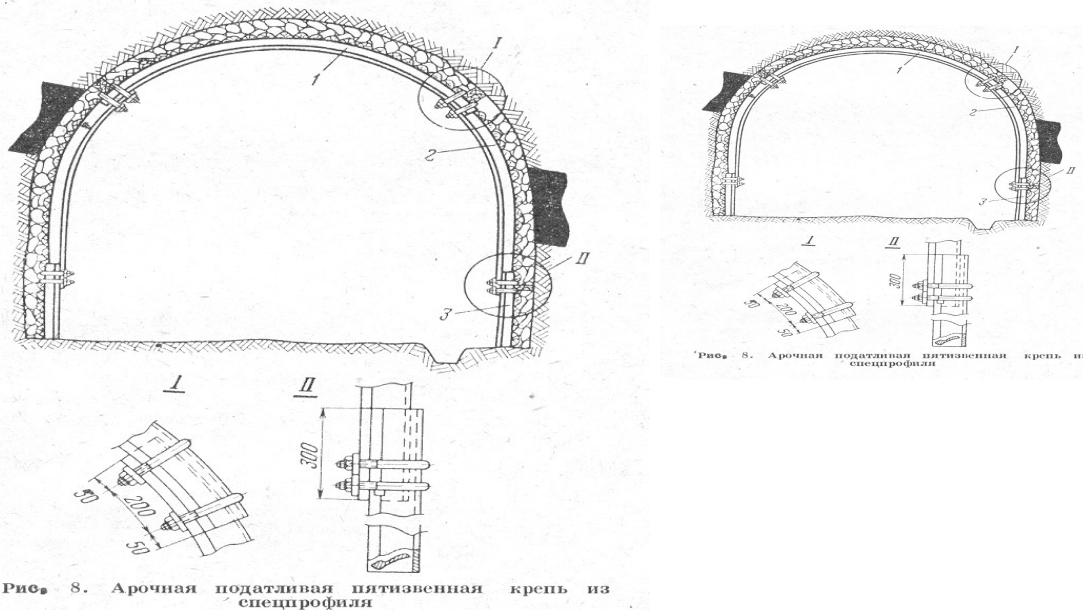 I
1
2
II
3
I
II
300
50
200
50
Рис. 8. Арочная податливая пятизвенная крепь из
спецпрофиля
I
1
2
II
3
I
II
300
50
200
50
Рис. 8. Арочная податливая пятизвенная крепь из
спецпрофиля